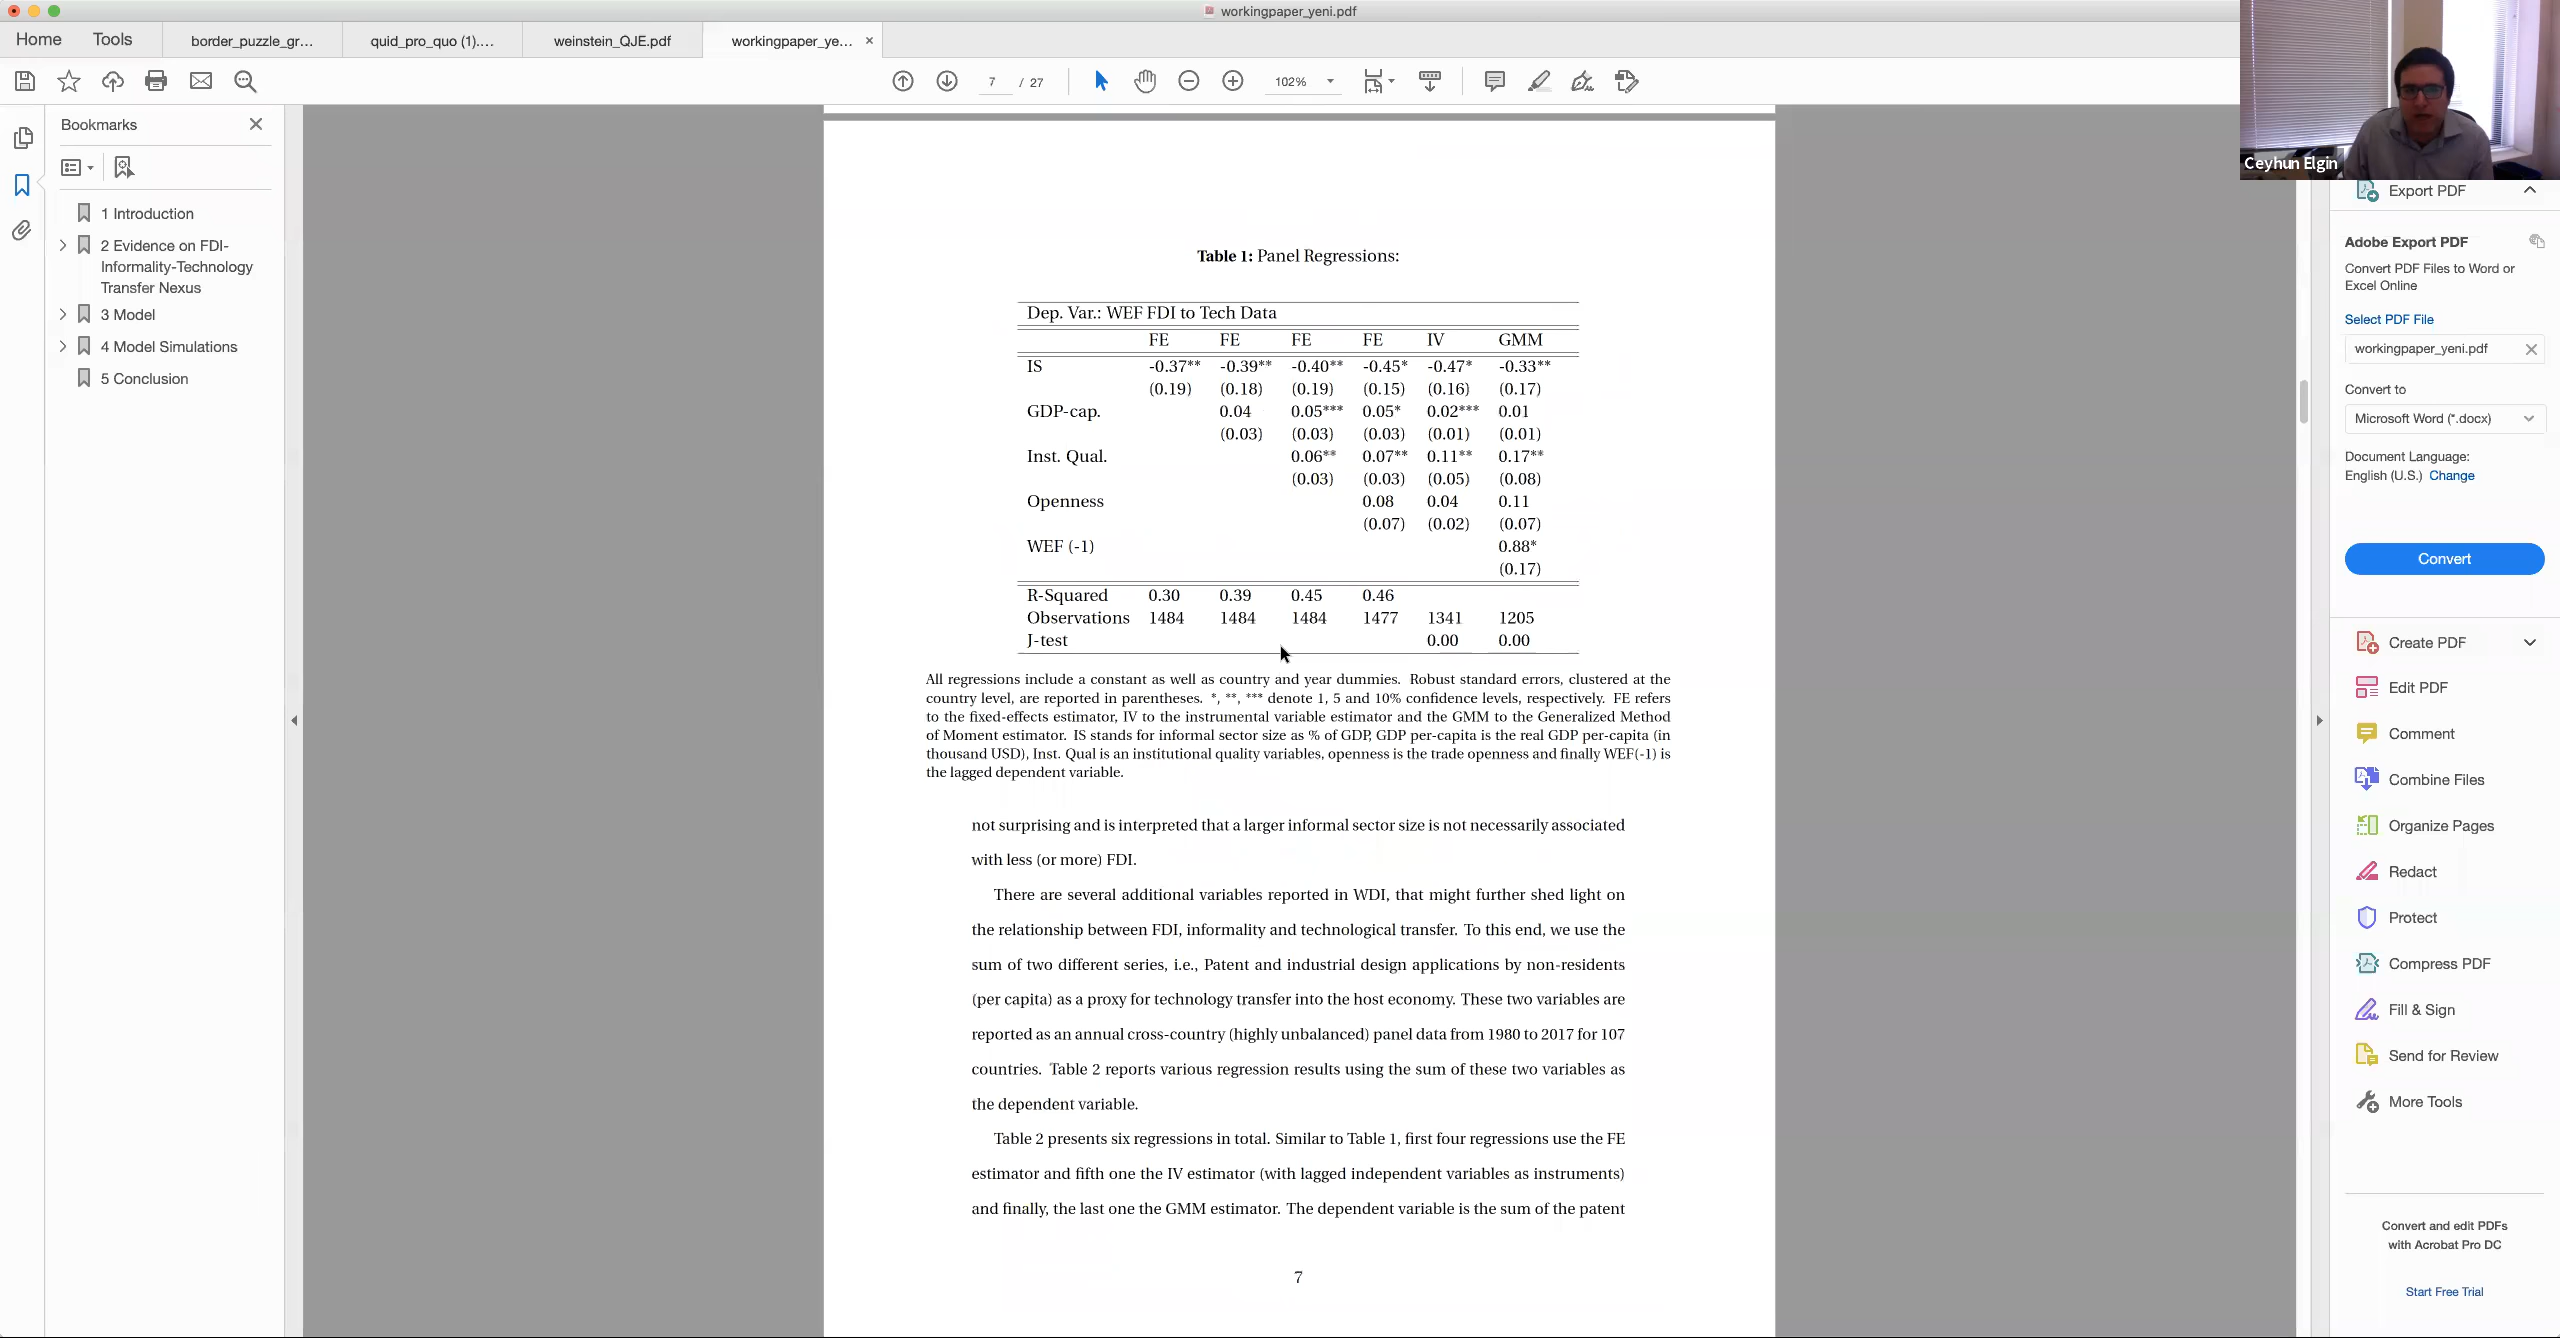 workingpaper_yeni.pdf
Home Tools border_puzzle_gr... quid_pro_quo (1).... weinstein_QJE.pdf workingpaper_ye... ×
7 / 27 102%
Ceyhun Elgin
Bookmarks
1 Introduction
2 Evidence on FDI-
Informality-Technology
Transfer Nexus
3 Model
4 Model Simulations
5 Conclusion
Table 1: Panel Regressions:
Dep. Var.: WEF FDI to Tech Data
FE FE FE FE IV GMM
IS -0.37** -0.39** -0.40** -0.45* -0.47* -0.33**
(0.19) (0.18) (0.19) (0.15) (0.16) (0.17)
GDP-cap. 0.04 0.05*** 0.05* 0.02*** 0.01
(0.03) (0.03) (0.03) (0.01) (0.01)
Inst. Qual. 0.06** 0.07** 0.11** 0.17**
(0.03) (0.03) (0.05) (0.08)
Openness 0.08 0.04 0.11
(0.07) (0.02) (0.07)
WEF (-1) 0.88*
(0.17)
R-Squared 0.30 0.39 0.45 0.46
Observations 1484 1484 1484 1477 1341 1205
J-test 0.00 0.00
All regressions include a constant as well as country and year dummies. Robust standard errors, clustered at the
country level, are reported in parentheses. *, **, *** denote 1, 5 and 10% confidence levels, respectively. FE refers
to the fixed-effects estimator, IV to the instrumental variable estimator and the GMM to the Generalized Method
of Moment estimator. IS stands for informal sector size as % of GDP, GDP per-capita is the real GDP per-capita (in
thousand USD), Inst. Qual is an institutional quality variables, openness is the trade openness and finally WEF(-1) is
the lagged dependent variable.
not surprising and is interpreted that a larger informal sector size is not necessarily associated
with less (or more) FDI.
There are several additional variables reported in WDI, that might further shed light on
the relationship between FDI, informality and technological transfer. To this end, we use the
sum of two different series, i.e., Patent and industrial design applications by non-residents
(per capita) as a proxy for technology transfer into the host economy. These two variables are
reported as an annual cross-country (highly unbalanced) panel data from 1980 to 2017 for 107
countries. Table 2 reports various regression results using the sum of these two variables as
the dependent variable.
Table 2 presents six regressions in total. Similar to Table 1, first four regressions use the FE
estimator and fifth one the IV estimator (with lagged independent variables as instruments)
and finally, the last one the GMM estimator. The dependent variable is the sum of the patent
7
Export PDF
Adobe Export PDF
Convert PDF Files to Word or
Excel Online
Select PDF File
workingpaper_yeni.pdf
Convert to
Microsoft Word (*.docx)
Document Language:
English (U.S.) Change
Convert
Create PDF
Edit PDF
Comment
Combine Files
Organize Pages
Redact
Protect
Compress PDF
Fill & Sign
Send for Review
More Tools
Convert and edit PDFs
with Acrobat Pro DC
Start Free Trial